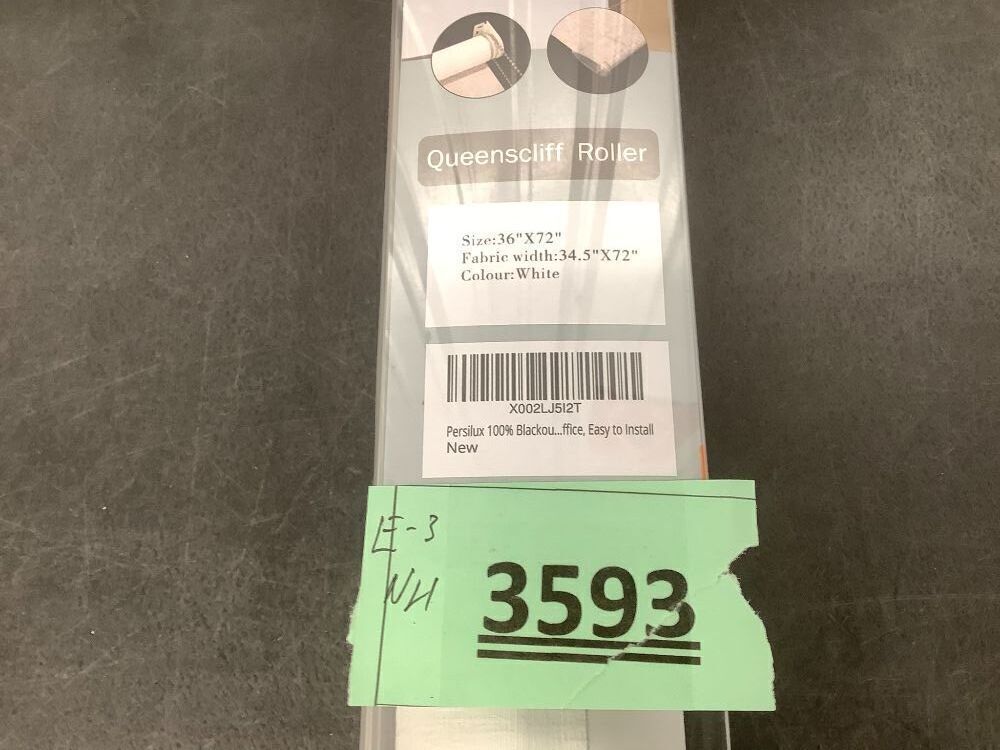 Queenscliff Roller
Size:36"X72"
Fabric width:34.5"X72"
Colour:White
X002LJ5I2T
Persilux 100% Blackou...ffice, Easy to Install
New
E-3
NH
3593